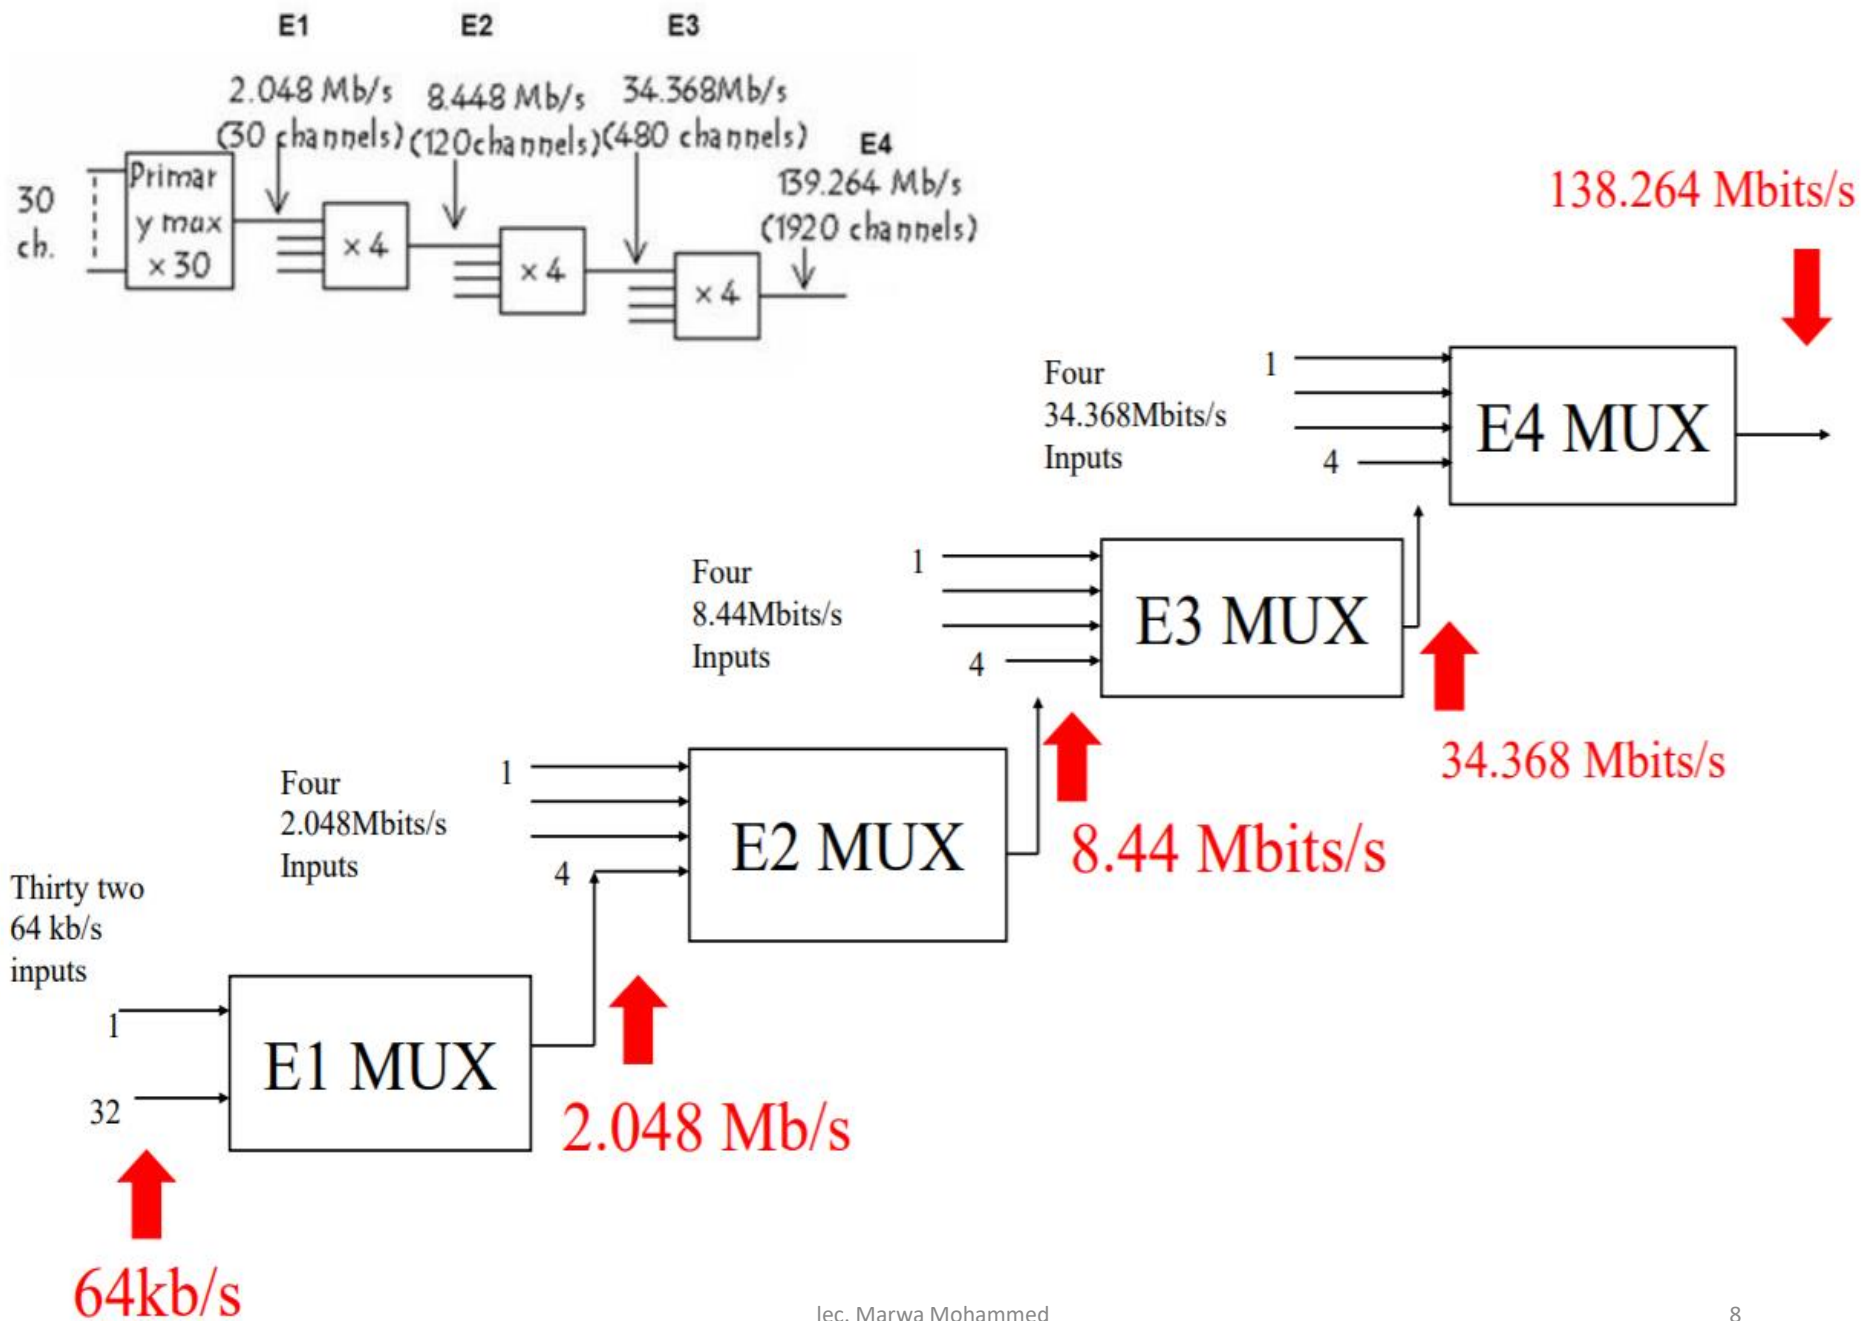 E1 E2 E3
2.048 Mb/s 8.448 Mb/s 34.368Mb/s
(30 channels) (120channels) (480 channels)
E4
139.264 Mb/s
(1920 channels)
30
ch.
Primar
y max
×30
×4
×4
×4
138.264 Mbits/s
Four
34.368Mbits/s
Inputs
1
4
E4 MUX
Four
8.44Mbits/s
Inputs
1
4
E3 MUX
34.368 Mbits/s
Four
2.048Mbits/s
Inputs
1
4
E2 MUX
8.44 Mbits/s
Thirty two
64 kb/s
inputs
1
32
E1 MUX
2.048 Mb/s
64kb/s
lec. Marwa Mohammed
8